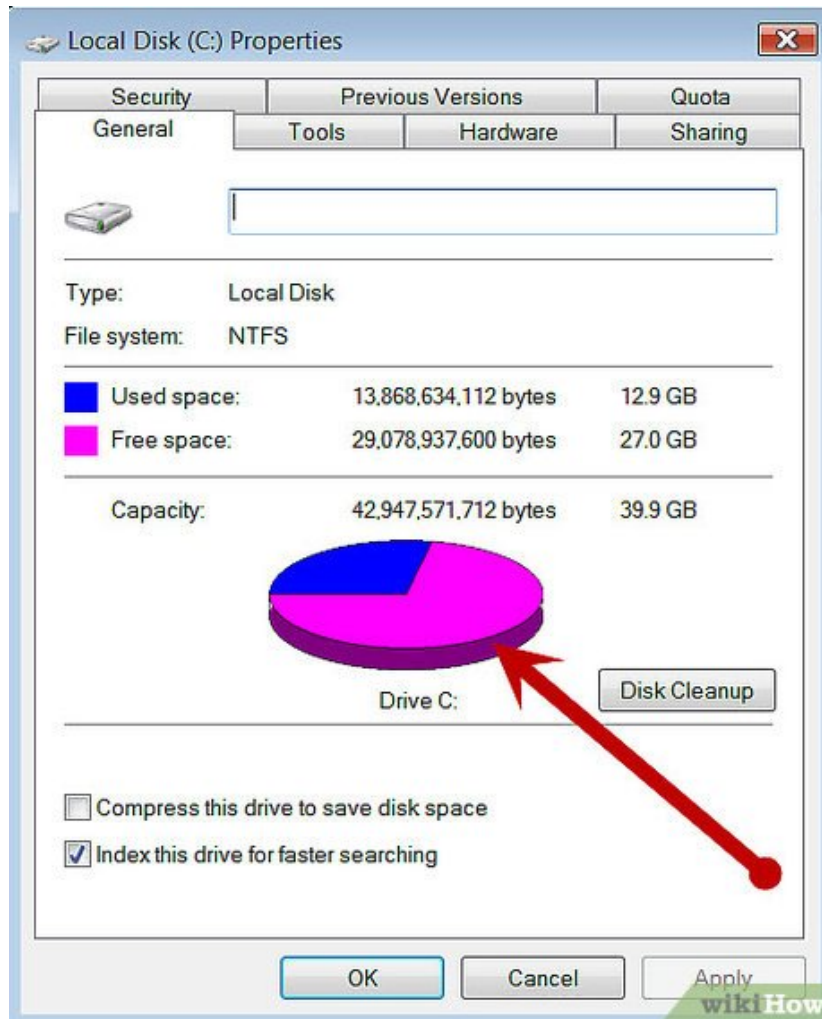 Local Disk (C:) Properties
Security Previous Versions Quota
General Tools Hardware Sharing
Type: Local Disk
File system: NTFS
Used space: 13,868,634,112 bytes 12.9 GB
Free space: 29,078,937,600 bytes 27.0 GB
Capacity: 42,947,571,712 bytes 39.9 GB
Drive C: Disk Cleanup
Compress this drive to save disk space
Index this drive for faster searching
OK Cancel Apply
wikiHow